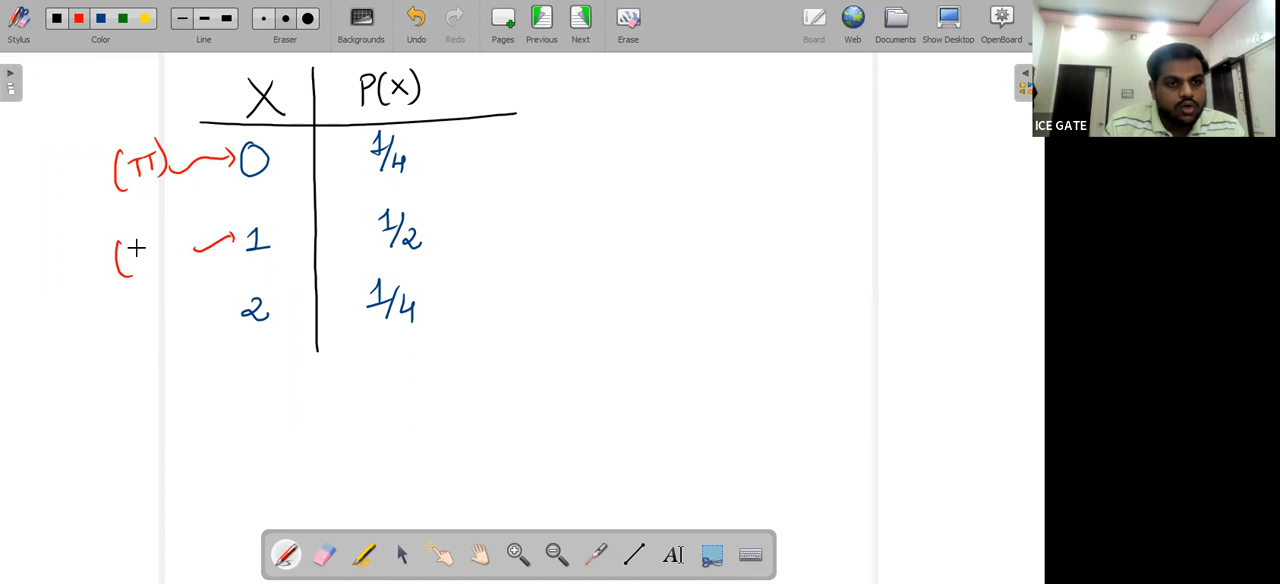 Stylus Color Line Eraser Backgrounds Undo Redo Pages Previous Next Erase Board Web Documents Show Desktop OpenBoard
ICE GATE
X P(X)
(TT) 0 1/4
( 1 1/2
2 1/4
AI